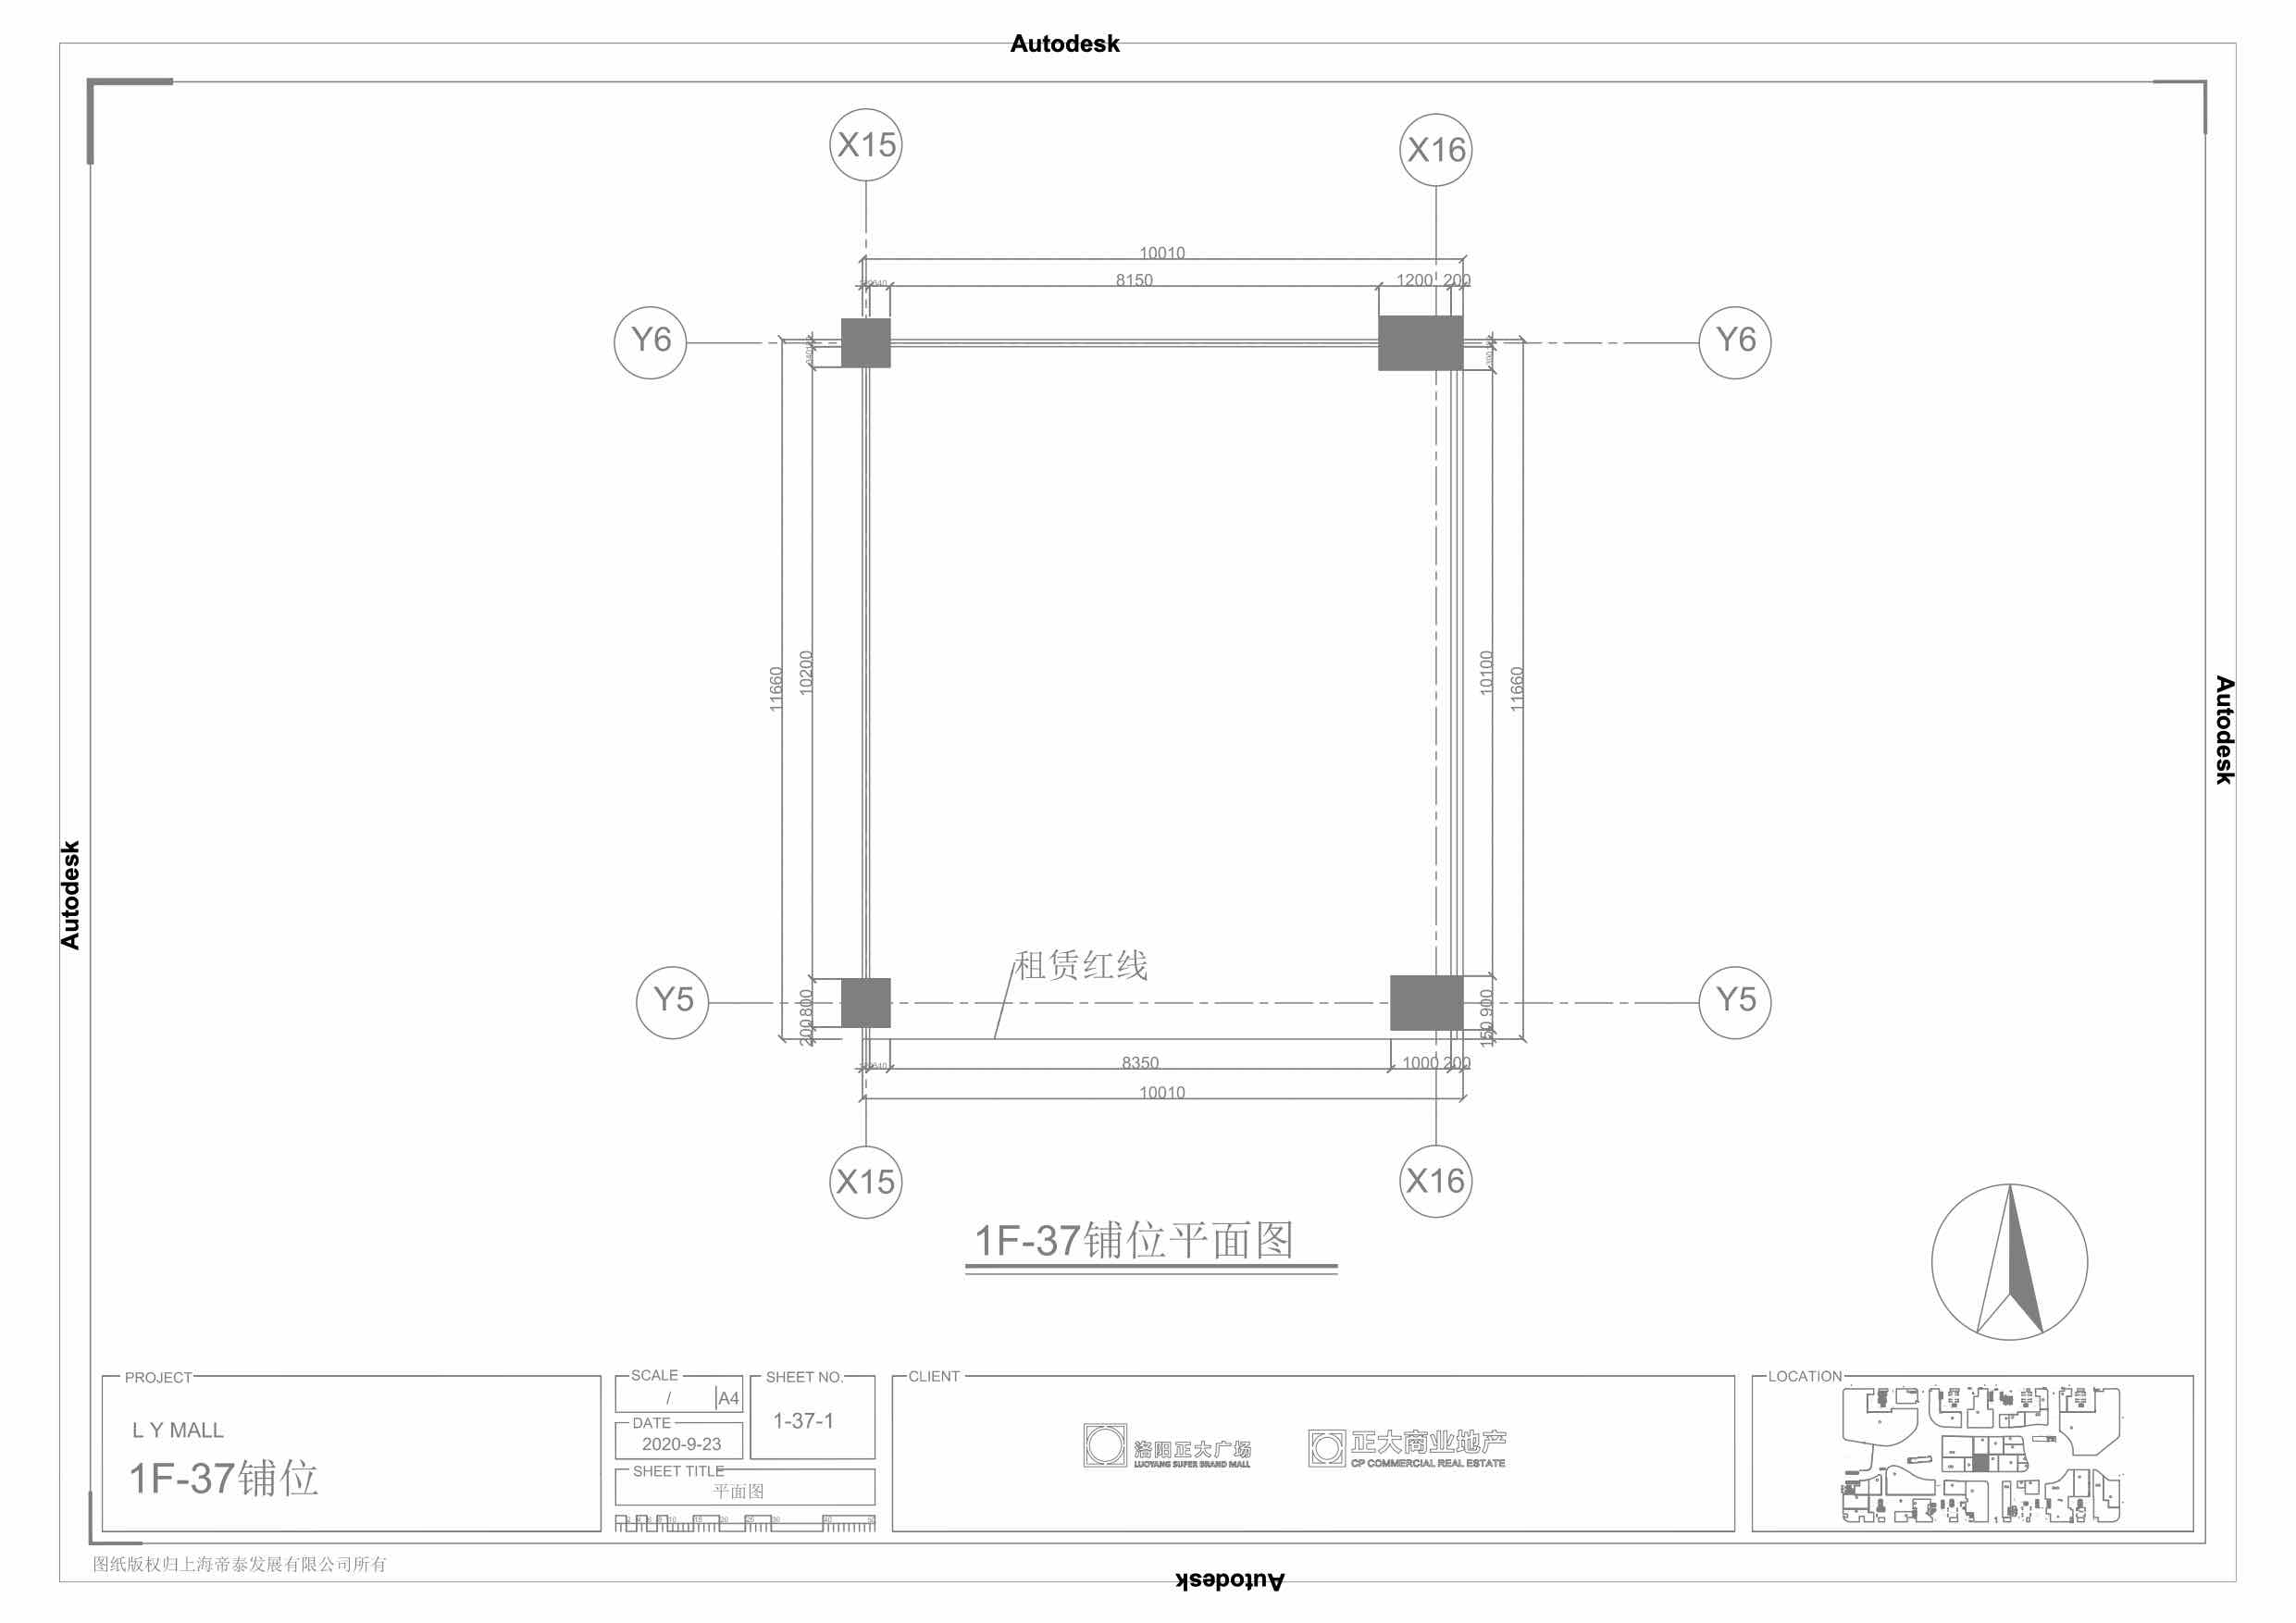 Autodesk
X15
X16
10010
8150
1200
200
Y6
Y6
11660
10200
10100
11660
Autodesk
Autodesk
租赁红线
Y5
Y5
800
200
900
150
8350
1000
200
10010
X15
X16
1F-37铺位平面图
PROJECT
L Y MALL
1F-37铺位
SCALE
/
A4
DATE
2020-9-23
SHEET NO.
1-37-1
SHEET TITLE
平面图
CLIENT
洛阳正大广场
LUOYANG SUPER BRAND MALL
正大商业地产
CP COMMERCIAL REAL ESTATE
LOCATION
图纸版权归上海帝泰发展有限公司所有
Autodesk